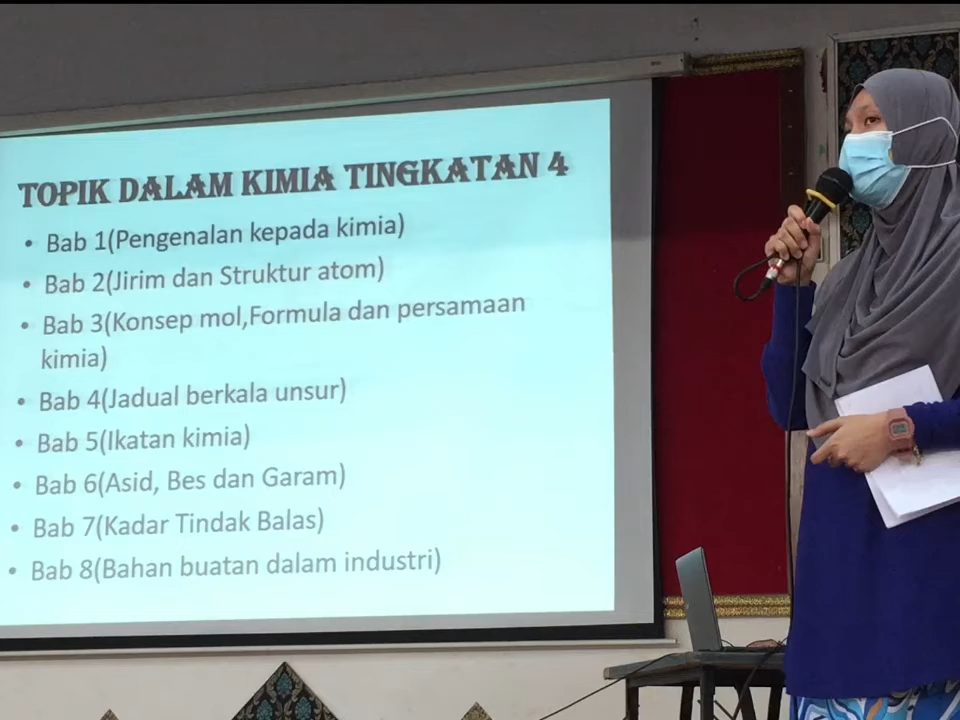 TOPIK DALAM KIMIA TINGKATAN 4
• Bab 1(Pengenalan kepada kimia)
• Bab 2(Jirim dan Struktur atom)
• Bab 3(Konsep mol,Formula dan persamaan
kimia)
• Bab 4(Jadual berkala unsur)
• Bab 5(Ikatan kimia)
• Bab 6(Asid, Bes dan Garam)
• Bab 7(Kadar Tindak Balas)
• Bab 8(Bahan buatan dalam industri)